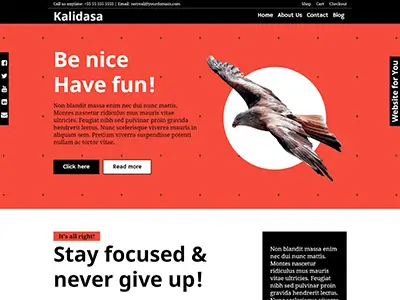 Call us anytime: +55 55 555 5555 | Email: vertical@yourdomain.com
Shop Cart Checkout
Kalidasa
Home About Us Contact Blog
Be nice
Have fun!
Non blandit massa enim nec dui nunc mattis.
Montes nascetur ridiculus mus mauris vitae
ultricies. Feugiat nibh sed pulvinar proin gravida
hendrerit lectus. Nunc scelerisque viverra mauris in
aliquam sem. Pretium viverra suspendisse potenti
nullam ac tortor vitae.
Click here Read more
Website for You
It's all right!
Stay focused &
never give up!
Non blandit massa enim
nec dui nunc mattis.
Montes nascetur
ridiculus mus mauris
vitae ultricies. Feugiat
nibh sed pulvinar proin
gravida hendrerit lectus.